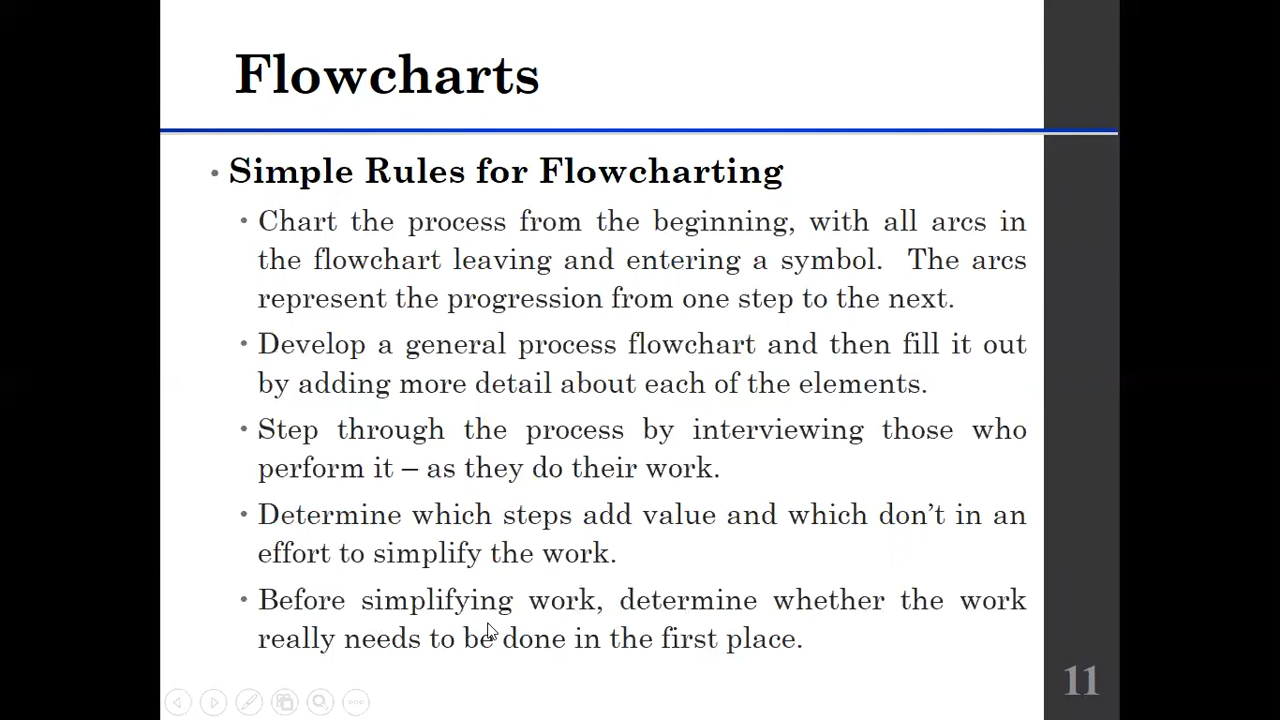 Flowcharts
• Simple Rules for Flowcharting
• Chart the process from the beginning, with all arcs in
the flowchart leaving and entering a symbol. The arcs
represent the progression from one step to the next.
• Develop a general process flowchart and then fill it out
by adding more detail about each of the elements.
• Step through the process by interviewing those who
perform it – as they do their work.
• Determine which steps add value and which don’t in an
effort to simplify the work.
• Before simplifying work, determine whether the work
really needs to be done in the first place.
11